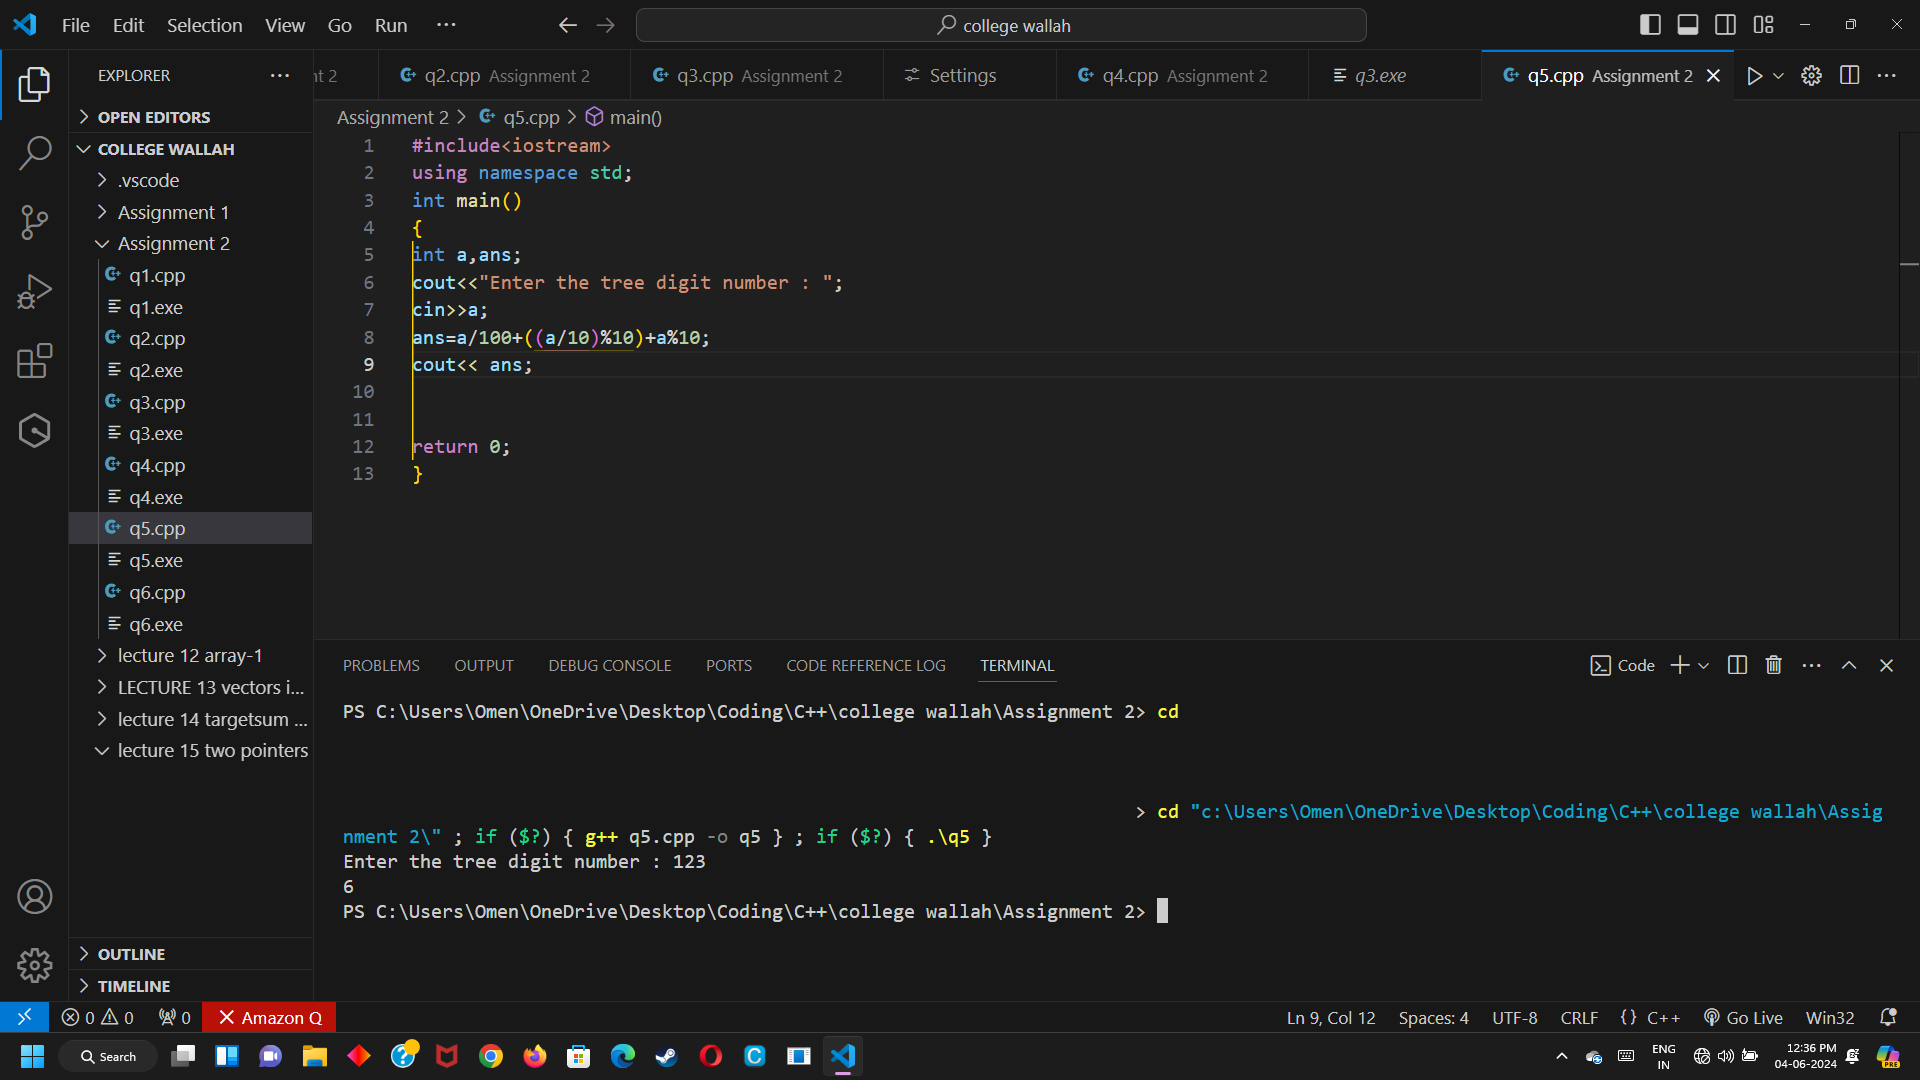 File Edit Selection View Go Run ··· college wallah
EXPLORER ···
nt 2 q2.cpp Assignment 2 q3.cpp Assignment 2 Settings q4.cpp Assignment 2 q3.exe q5.cpp Assignment 2
OPEN EDITORS
COLLEGE WALLAH
.vscode
Assignment 1
Assignment 2
q1.cpp
q1.exe
q2.cpp
q2.exe
q3.cpp
q3.exe
q4.cpp
q4.exe
q5.cpp
q5.exe
q6.cpp
q6.exe
lecture 12 array-1
LECTURE 13 vectors i...
lecture 14 targetsum ...
lecture 15 two pointers
OUTLINE
TIMELINE
Assignment 2 > q5.cpp > main()
1 #include<iostream>
2 using namespace std;
3 int main()
4 {
5 int a,ans;
6 cout<<"Enter the tree digit number : ";
7 cin>>a;
8 ans=a/100+((a/10)%10)+a%10;
9 cout<< ans;
10
11
12 return 0;
13 }
PROBLEMS OUTPUT DEBUG CONSOLE PORTS CODE REFERENCE LOG TERMINAL Code
PS C:\Users\Omen\OneDrive\Desktop\Coding\C++\college wallah\Assignment 2> cd
> cd "c:\Users\Omen\OneDrive\Desktop\Coding\C++\college wallah\Assig
nment 2\" ; if ($?) { g++ q5.cpp -o q5 } ; if ($?) { .\q5 }
Enter the tree digit number : 123
6
PS C:\Users\Omen\OneDrive\Desktop\Coding\C++\college wallah\Assignment 2>
0 0 0 Amazon Q Ln 9, Col 12 Spaces: 4 UTF-8 CRLF {} C++ Go Live Win32
Search ENG IN 12:36 PM 04-06-2024 PRE